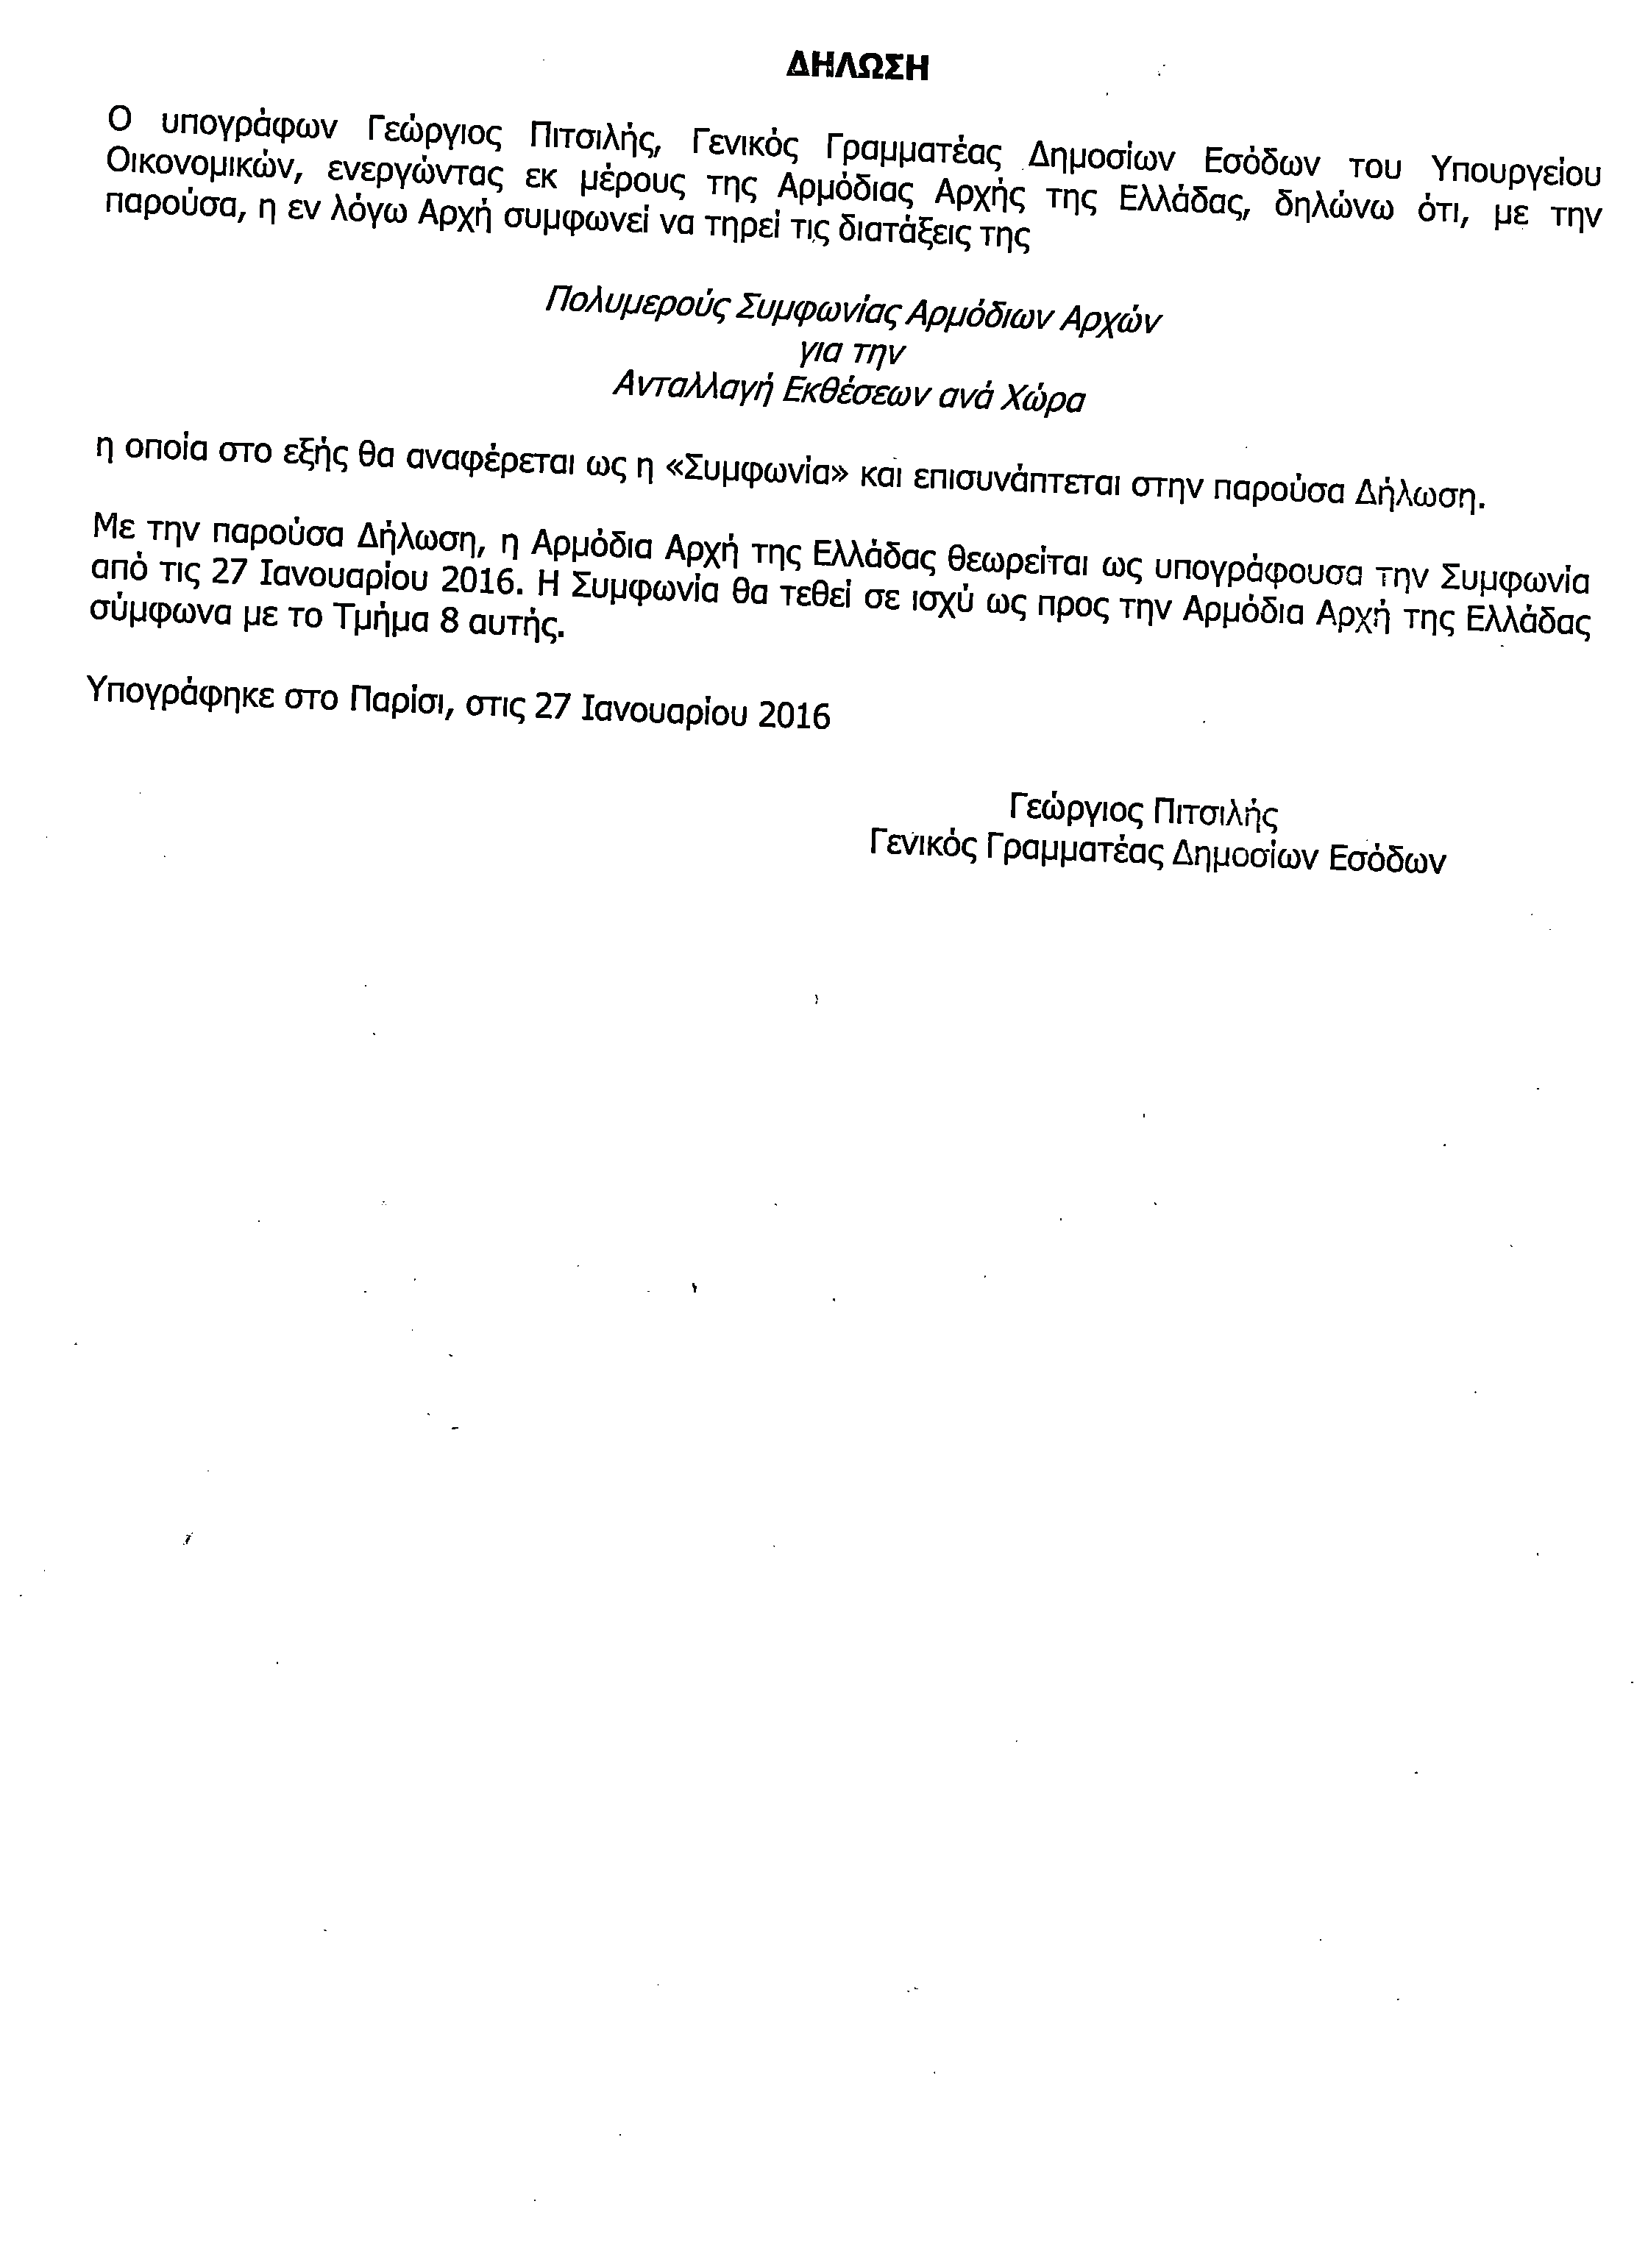 ΔΗΛΩΣΗ
Ο υπογράφων Γεώργιος Πιτσιλής, Γενικός Γραμματέας Δημοσίων Εσόδων του Υπουργείου
Οικονομικών, ενεργώντας εκ μέρους της Αρμόδιας Αρχής της Ελλάδας, δηλώνω ότι, με την
παρούσα, η εν λόγω Αρχή συμφωνεί να τηρεί τις διατάξεις της
Πολυμερούς Συμφωνίας Αρμόδιων Αρχών
για την
Ανταλλαγή Εκθέσεων ανά Χώρα
η οποία στο εξής θα αναφέρεται ως η «Συμφωνία» και επισυνάπτεται στην παρούσα Δήλωση.
Με την παρούσα Δήλωση, η Αρμόδια Αρχή της Ελλάδας θεωρείται ως υπογράφουσα την Συμφωνία
από τις 27 Ιανουαρίου 2016. Η Συμφωνία θα τεθεί σε ισχύ ως προς την Αρμόδια Αρχή της Ελλάδας
σύμφωνα με το Τμήμα 8 αυτής.
Υπογράφηκε στο Παρίσι, στις 27 Ιανουαρίου 2016
Γεώργιος Πιτσιλής
Γενικός Γραμματέας Δημοσίων Εσόδων